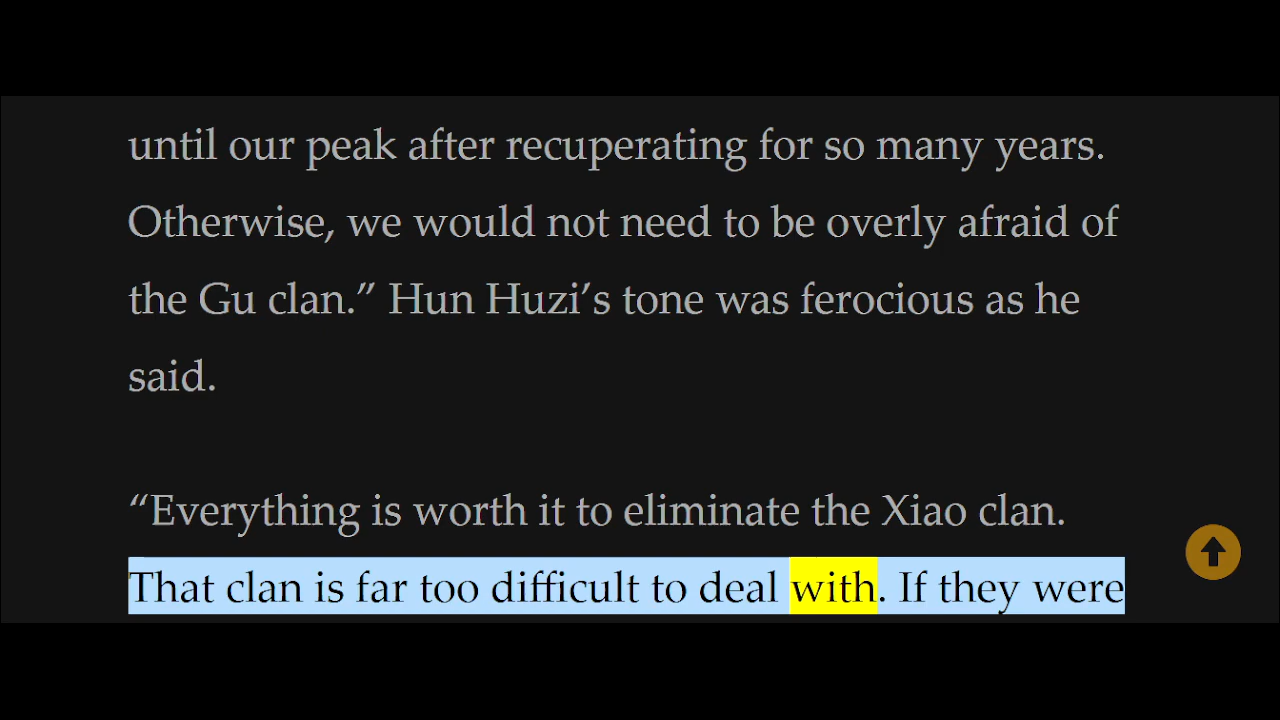 until our peak after recuperating for so many years.
Otherwise, we would not need to be overly afraid of
the Gu clan.” Hun Huzi’s tone was ferocious as he
said.
“Everything is worth it to eliminate the Xiao clan.
That clan is far too difficult to deal with. If they were